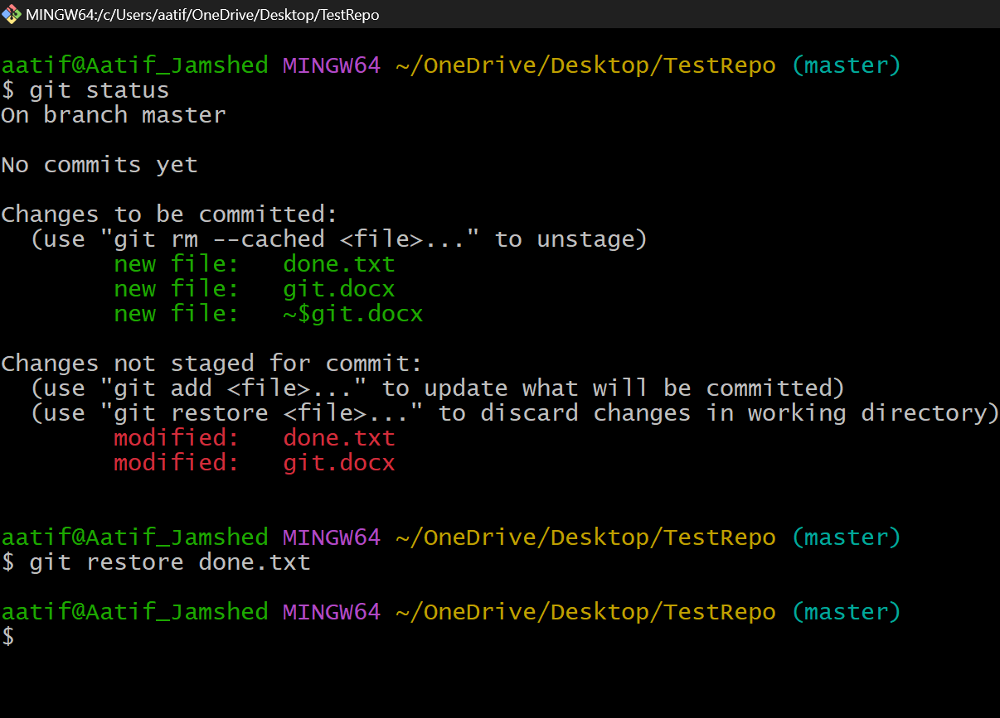 MINGW64:/c/Users/aatif/OneDrive/Desktop/TestRepo
aatif@Aatif_Jamshed MINGW64 ~/OneDrive/Desktop/TestRepo (master)
$ git status
On branch master
No commits yet
Changes to be committed:
  (use "git rm --cached <file>..." to unstage)
        new file:   done.txt
        new file:   git.docx
        new file:   ~$git.docx
Changes not staged for commit:
  (use "git add <file>..." to update what will be committed)
  (use "git restore <file>..." to discard changes in working directory)
        modified:   done.txt
        modified:   git.docx
aatif@Aatif_Jamshed MINGW64 ~/OneDrive/Desktop/TestRepo (master)
$ git restore done.txt
aatif@Aatif_Jamshed MINGW64 ~/OneDrive/Desktop/TestRepo (master)
$